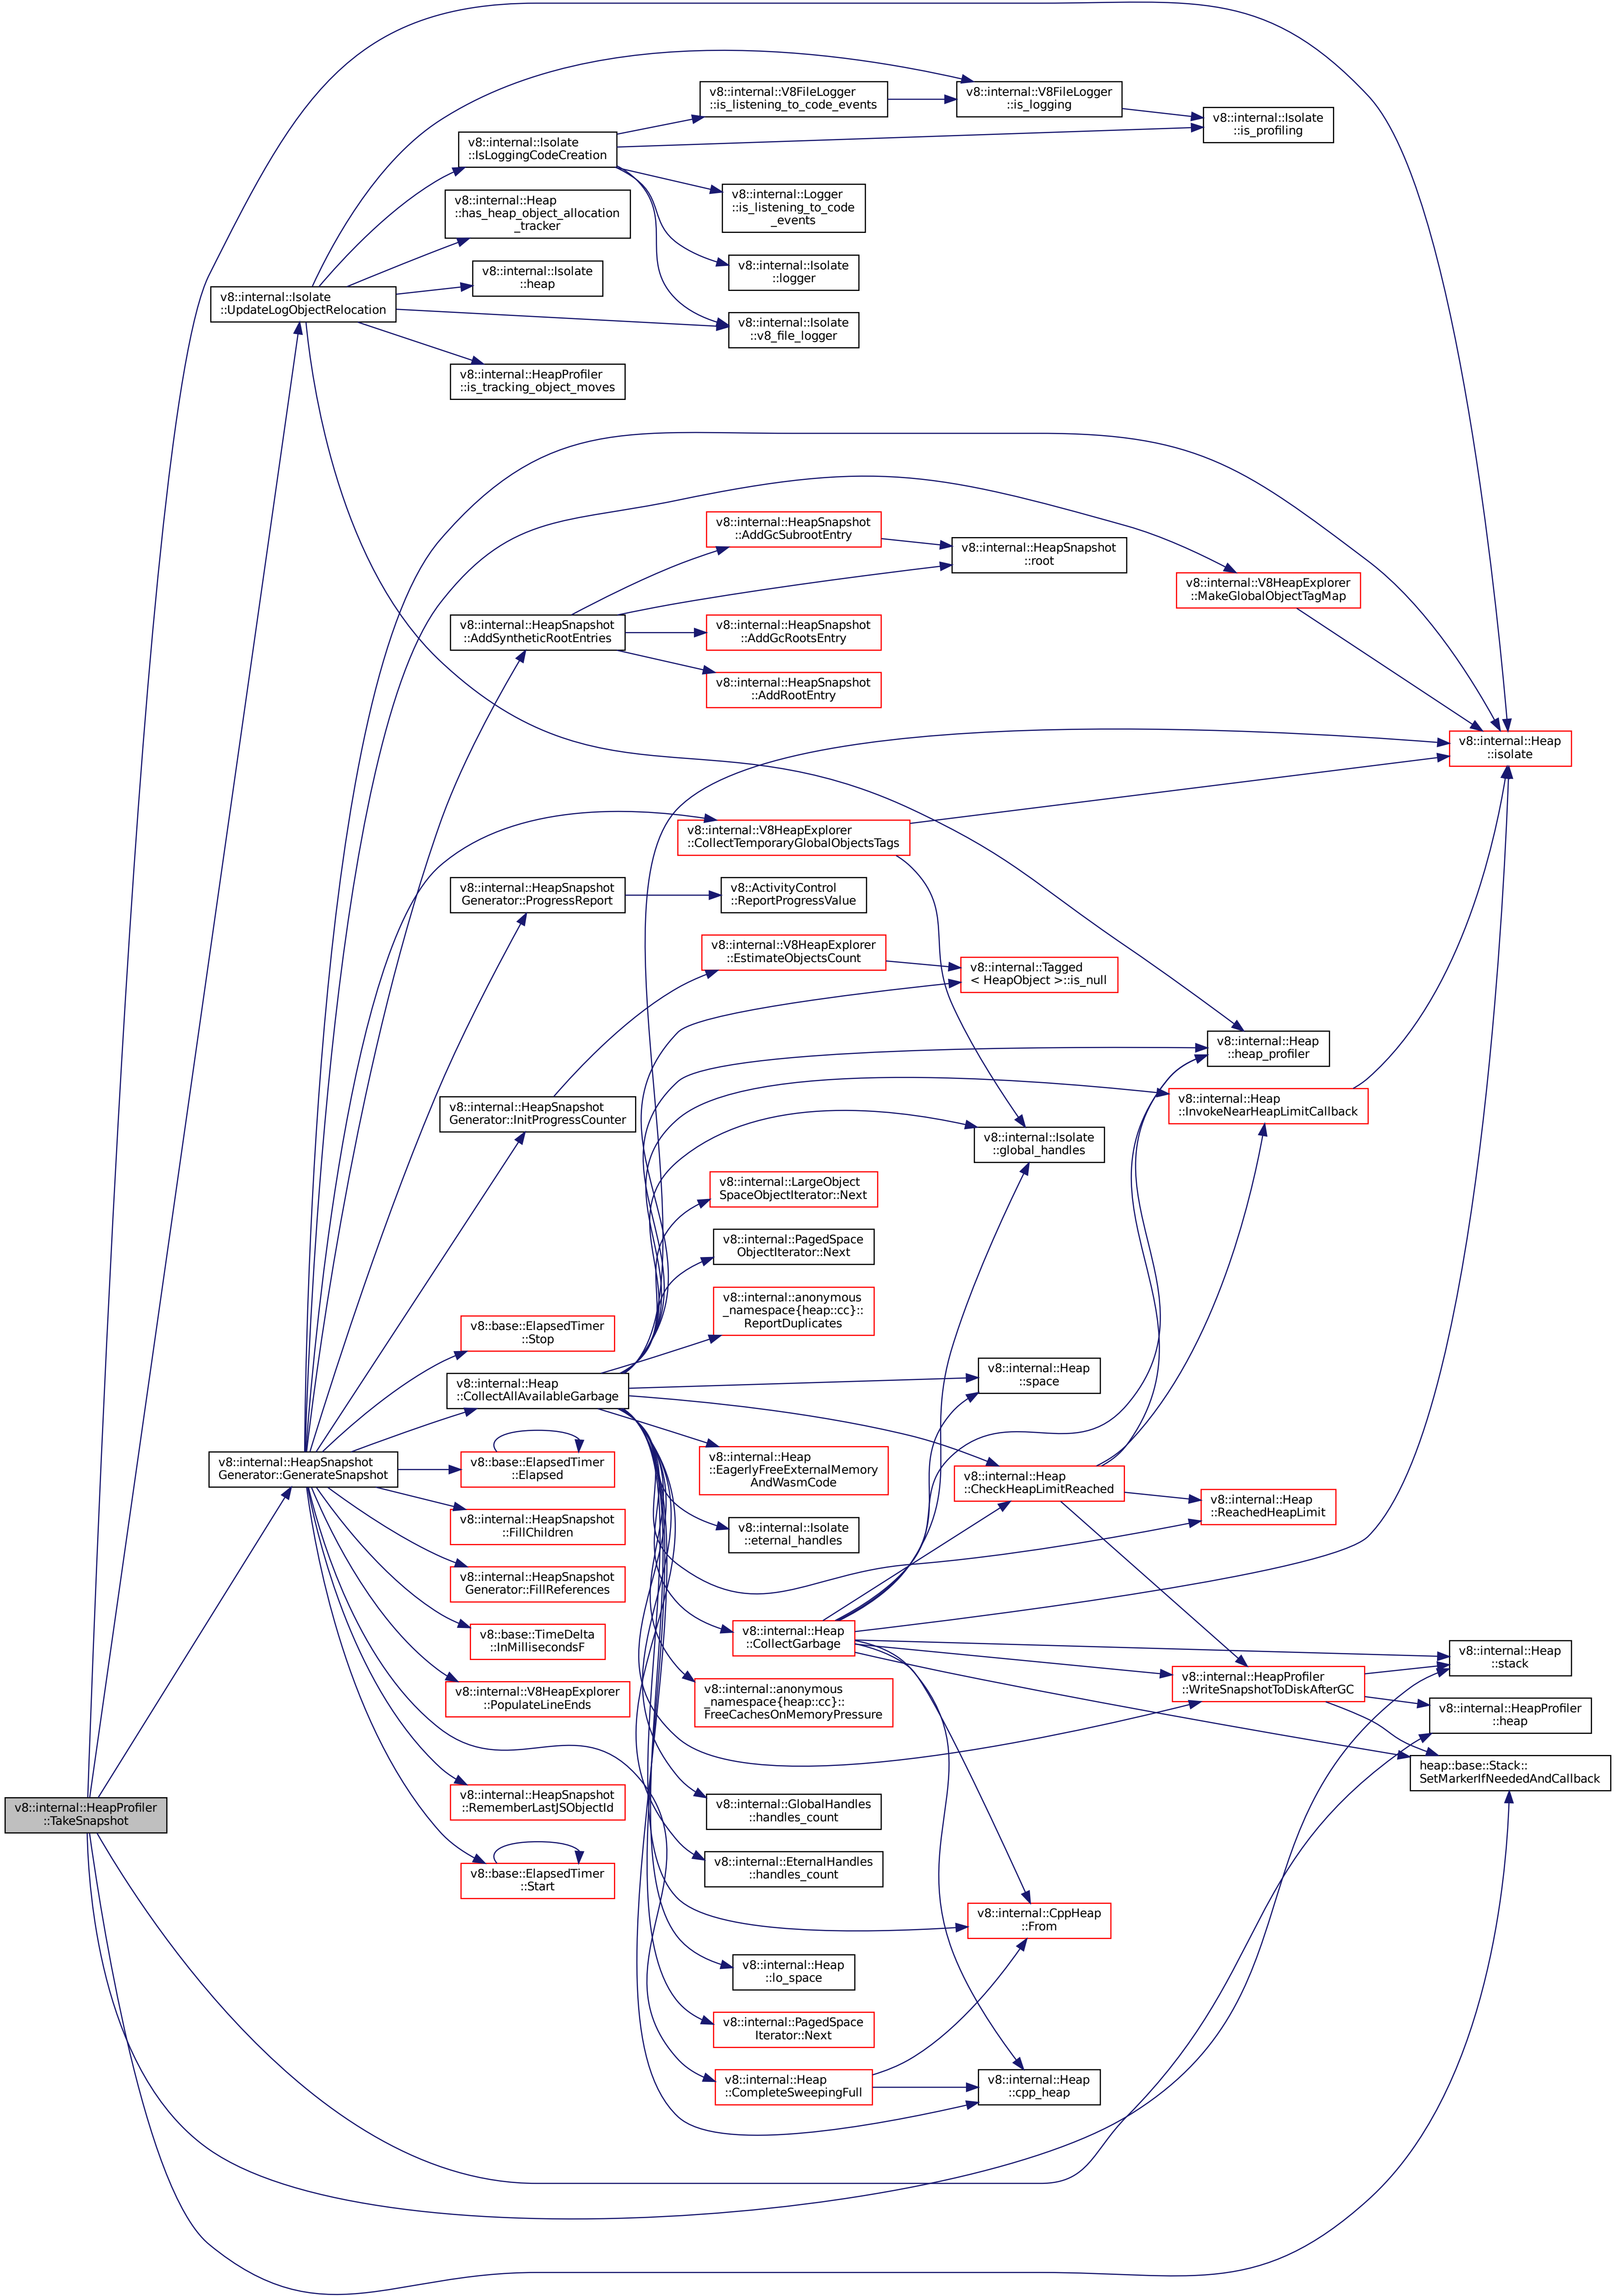 v8::internal::V8FileLogger
::is_listening_to_code_events
v8::internal::V8FileLogger
::is_logging
v8::internal::Isolate
::is_profiling
v8::internal::Isolate
::IsLoggingCodeCreation
v8::internal::Logger
::is_listening_to_code
_events
v8::internal::Heap
::has_heap_object_allocation
_tracker
v8::internal::Isolate
::logger
v8::internal::Isolate
::heap
v8::internal::Isolate
::UpdateLogObjectRelocation
v8::internal::Isolate
::v8_file_logger
v8::internal::HeapProfiler
::is_tracking_object_moves
v8::internal::HeapSnapshot
::AddGcSubrootEntry
v8::internal::HeapSnapshot
::root
v8::internal::V8HeapExplorer
::MakeGlobalObjectTagMap
v8::internal::HeapSnapshot
::AddSyntheticRootEntries
v8::internal::HeapSnapshot
::AddGcRootsEntry
v8::internal::HeapSnapshot
::AddRootEntry
v8::internal::Heap
::isolate
v8::internal::V8HeapExplorer
::CollectTemporaryGlobalObjectsTags
v8::internal::HeapSnapshot
Generator::ProgressReport
v8::ActivityControl
::ReportProgressValue
v8::internal::V8HeapExplorer
::EstimateObjectsCount
v8::internal::Tagged
< HeapObject >::is_null
v8::internal::Heap
::heap_profiler
v8::internal::HeapSnapshot
Generator::InitProgressCounter
v8::internal::Heap
::InvokeNearHeapLimitCallback
v8::internal::Isolate
::global_handles
v8::internal::LargeObject
SpaceObjectIterator::Next
v8::internal::PagedSpace
ObjectIterator::Next
v8::internal::anonymous
_namespace{heap::cc}::
ReportDuplicates
v8::base::ElapsedTimer
::Stop
v8::internal::Heap
::space
v8::internal::Heap
::CollectAllAvailableGarbage
v8::internal::HeapSnapshot
Generator::GenerateSnapshot
v8::base::ElapsedTimer
::Elapsed
v8::internal::Heap
::EagerlyFreeExternalMemory
AndWasmCode
v8::internal::Heap
::CheckHeapLimitReached
v8::internal::Heap
::ReachedHeapLimit
v8::internal::HeapSnapshot
::FillChildren
v8::internal::Isolate
::eternal_handles
v8::internal::HeapSnapshot
Generator::FillReferences
v8::base::TimeDelta
::InMillisecondsF
v8::internal::Heap
::CollectGarbage
v8::internal::Heap
::stack
v8::internal::V8HeapExplorer
::PopulateLineEnds
v8::internal::anonymous
_namespace{heap::cc}::
FreeCachesOnMemoryPressure
v8::internal::HeapProfiler
::WriteSnapshotToDiskAfterGC
v8::internal::HeapProfiler
::heap
heap::base::Stack::
SetMarkerIfNeededAndCallback
v8::internal::HeapProfiler
::TakeSnapshot
v8::internal::HeapSnapshot
::RememberLastJSObjectId
v8::internal::GlobalHandles
::handles_count
v8::base::ElapsedTimer
::Start
v8::internal::EternalHandles
::handles_count
v8::internal::CppHeap
::From
v8::internal::Heap
::lo_space
v8::internal::PagedSpace
Iterator::Next
v8::internal::Heap
::CompleteSweepingFull
v8::internal::Heap
::cpp_heap